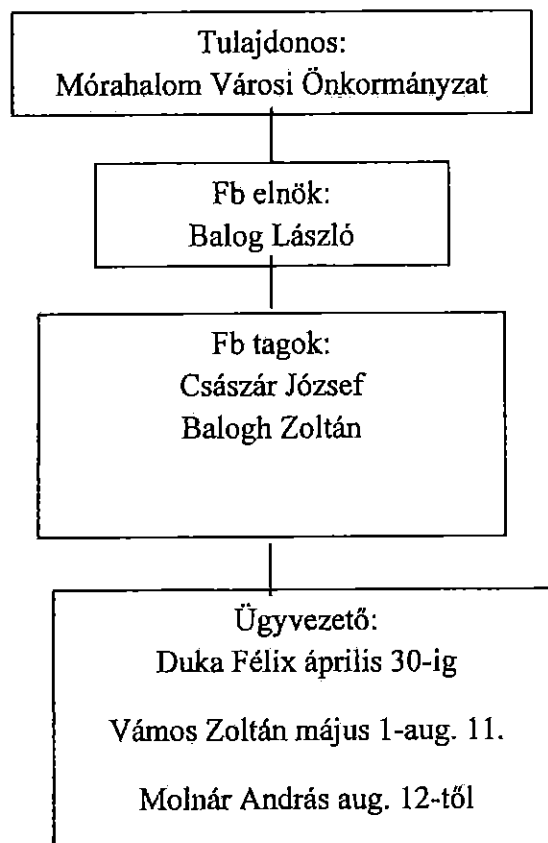 Tulajdonos:
Mórahalom Városi Önkormányzat
Fb elnök:
Balog László
Fb tagok:
Császár József
Balogh Zoltán
Ügyvezető:
Duka Félix április 30-ig
Vámos Zoltán május 1-aug. 11.
Molnár András aug. 12-től